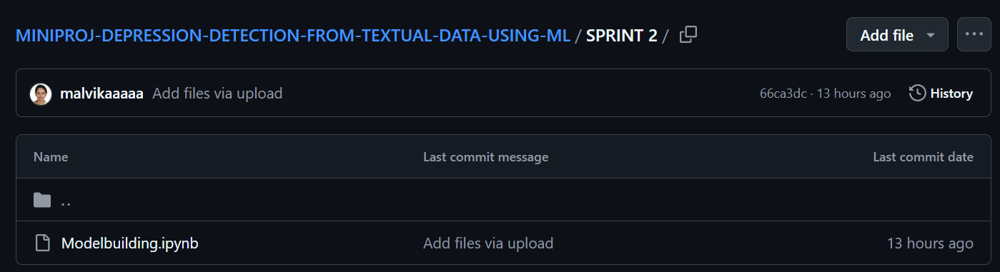 MINIPROJ-DEPRESSION-DETECTION-FROM-TEXTUAL-DATA-USING-ML / SPRINT 2 / Add file ...
malvikaaaaa Add files via upload 66ca3dc · 13 hours ago History
Name Last commit message Last commit date
..
Modelbuilding.ipynb Add files via upload 13 hours ago